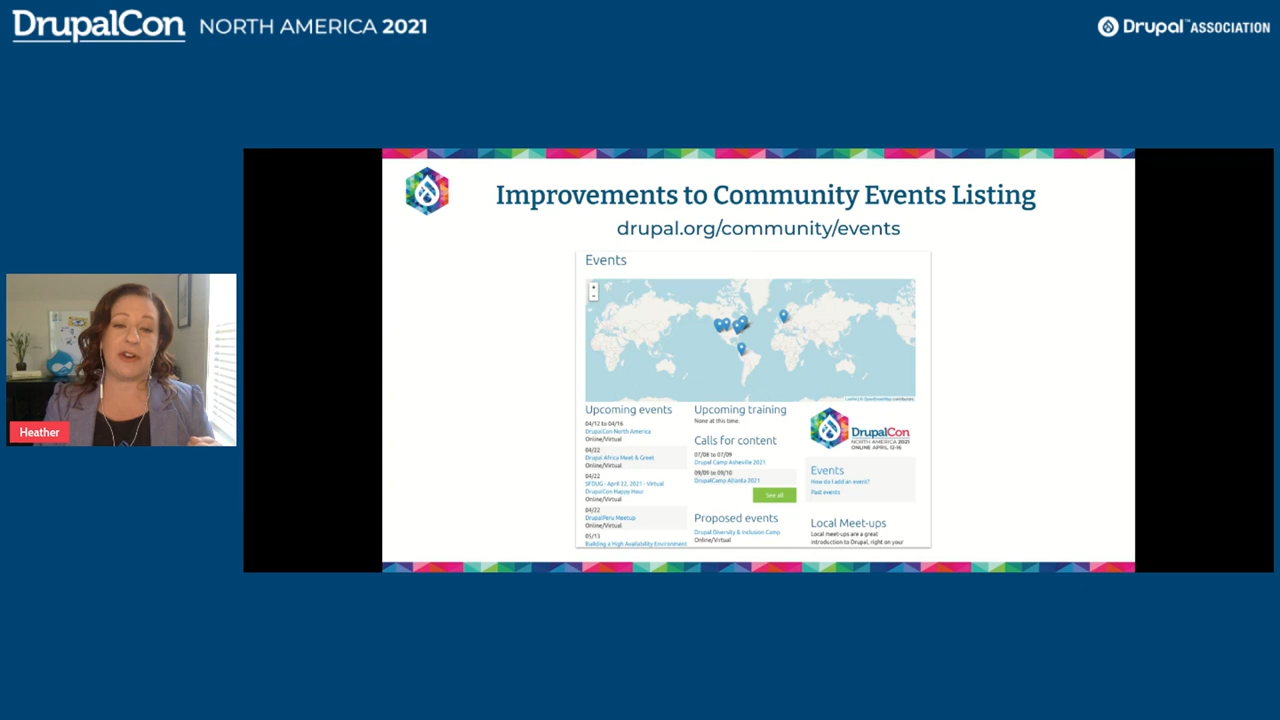 DrupalCon NORTH AMERICA 2021
Drupal™ ASSOCIATION
Improvements to Community Events Listing
drupal.org/community/events
Events
+
-
Leaflet | © OpenStreetMap contributors
Upcoming events
04/12 to 04/16
DrupalCon North America
Online/Virtual
04/22
Drupal Africa Meet & Greet
Online/Virtual
04/22
SFDUG - April 22, 2021 - Virtual
DrupalCon Happy Hour
Online/Virtual
04/22
DrupalPeru Meetup
Online/Virtual
05/13
Building a High Availability Environment
Upcoming training
None at this time.
Calls for content
07/08 to 07/09
Drupal Camp Asheville 2021
09/09 to 09/10
DrupalCamp Atlanta 2021
See all
Proposed events
Drupal Diversity & Inclusion Camp
Online/Virtual
DrupalCon
NORTH AMERICA 2021
ONLINE APRIL 12-16
Events
How do I add an event?
Past events
Local Meet-ups
Local meet-ups are a great
introduction to Drupal, right on your
Heather